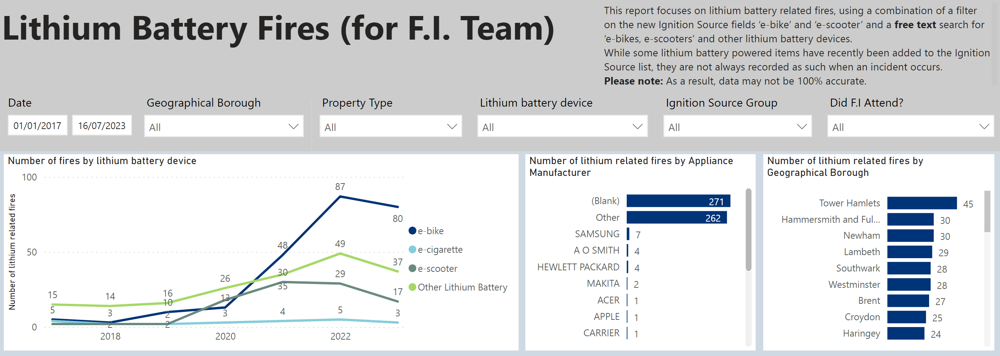 Lithium Battery Fires (for F.I. Team)
This report focuses on lithium battery related fires, using a combination of a filter
on the new Ignition Source fields ‘e-bike’ and ‘e-scooter’ and a free text search for
‘e-bikes, e-scooters’ and other lithium battery devices.
While some lithium battery powered items have recently been added to the Ignition
Source list, they are not always recorded as such when an incident occurs.
Please note: As a result, data may not be 100% accurate.
Date
01/01/2017
16/07/2023
Geographical Borough
All
Property Type
All
Lithium battery device
All
Ignition Source Group
All
Did F.I Attend?
All
Number of fires by lithium battery device
Number of lithium related fires
100
50
0
87
80
48
49
37
30
35
29
17
26
13
3
15
5
14
3
2
16
10
2
2
4
5
3
2018
2020
2022
e-bike
e-cigarette
e-scooter
Other Lithium Battery
Number of lithium related fires by Appliance
Manufacturer
(Blank) 271
Other 262
SAMSUNG 7
A O SMITH 4
HEWLETT PACKARD 4
MAKITA 2
ACER 1
APPLE 1
CARRIER 1
Number of lithium related fires by
Geographical Borough
Tower Hamlets 45
Hammersmith and Ful... 30
Newham 30
Lambeth 29
Southwark 28
Westminster 28
Brent 27
Croydon 25
Haringey 24